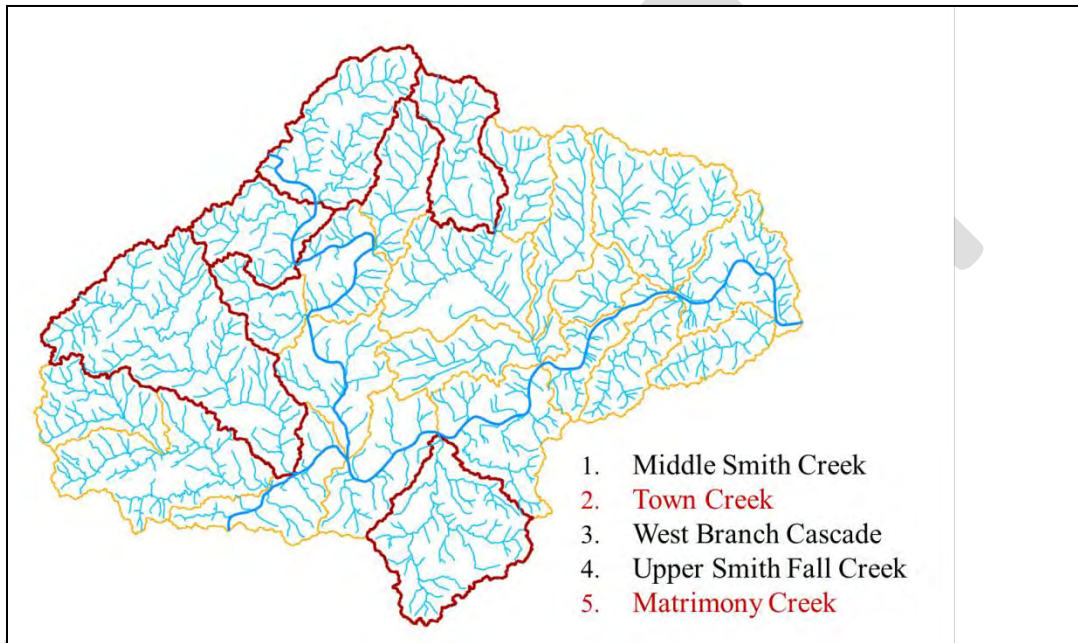 1. Middle Smith Creek
2. Town Creek
3. West Branch Cascade
4. Upper Smith Fall Creek
5. Matrimony Creek